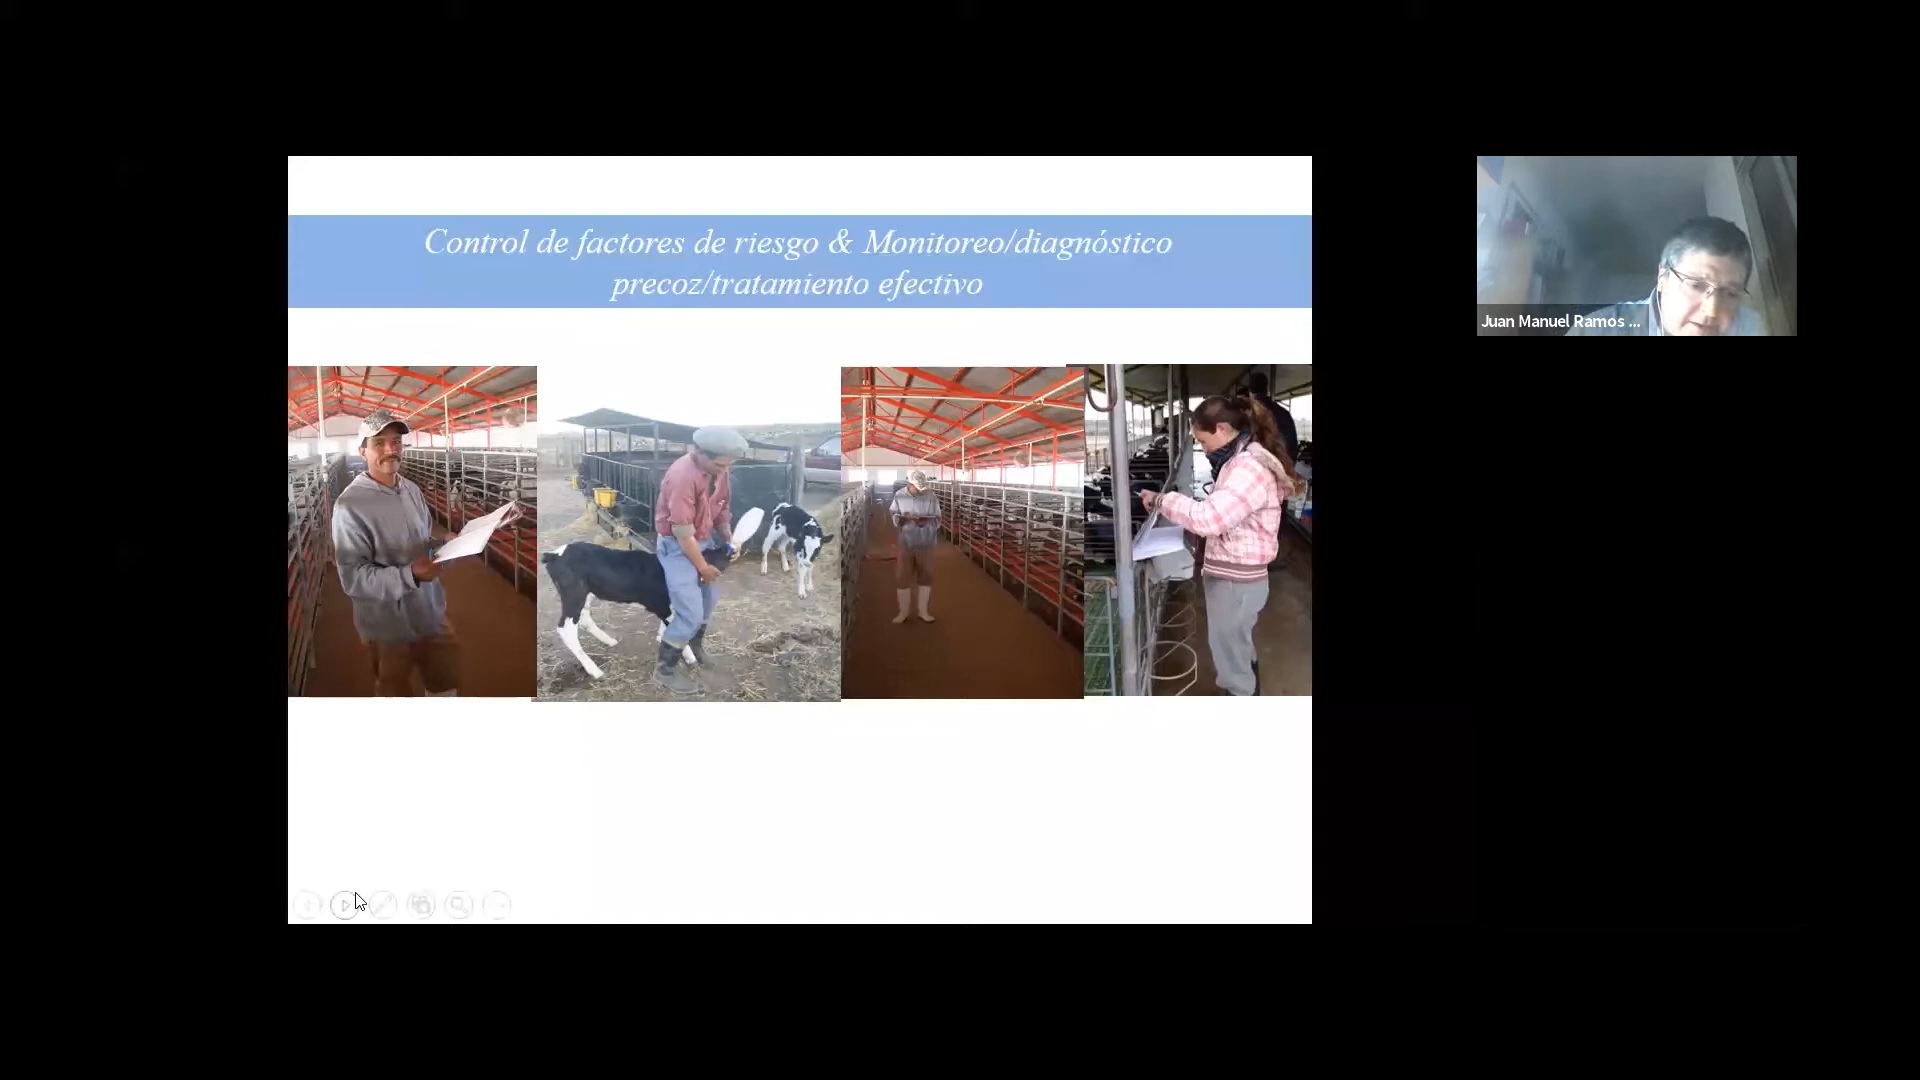 Control de factores de riesgo & Monitoreo/diagnóstico
precoz/tratamiento efectivo
Juan Manuel Ramos ...